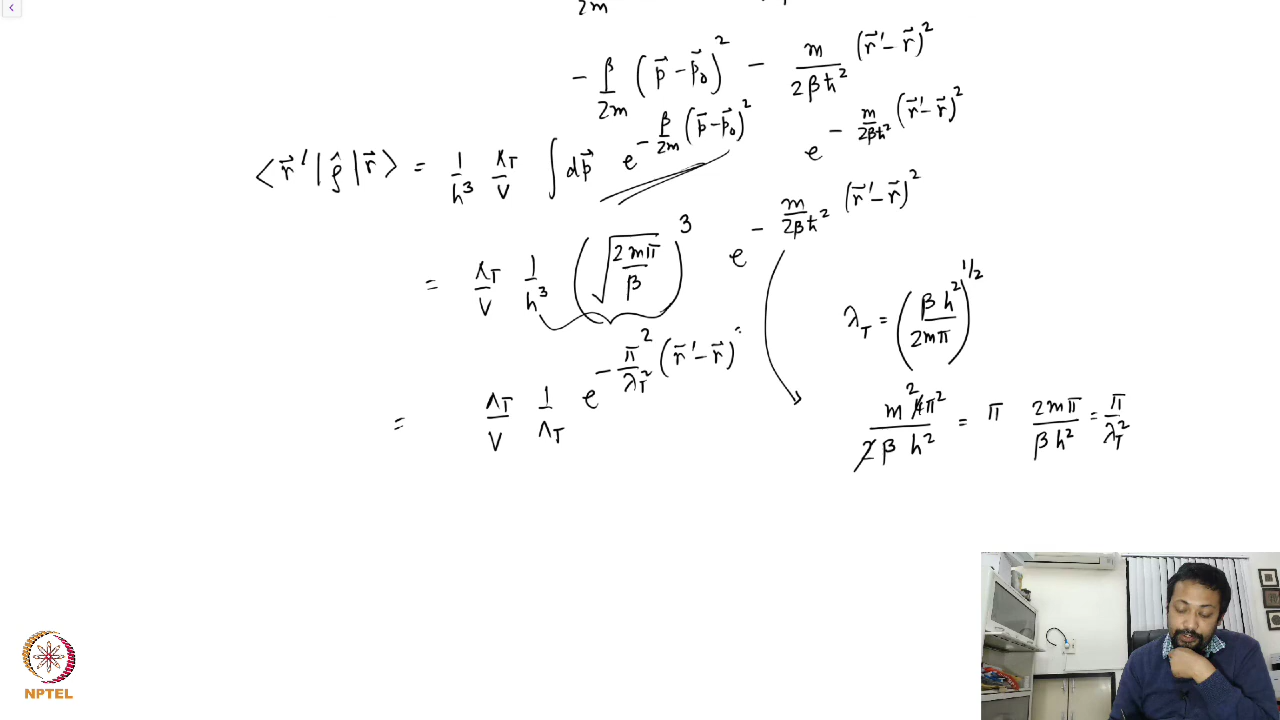 2m
- β/2m (p⃗ - p⃗₀)² - m/2βħ² (r⃗′ - r⃗)²
⟨r⃗′|ρ̂|r⃗⟩ = 1/h³ Λ_T/V ∫dp⃗ e^{-β/2m (p⃗ - p⃗₀)²} e^{-m/2βħ² (r⃗′ - r⃗)²}
= Λ_T/V 1/h³ (√(2mπ/β))³ e^{-m/2βħ² (r⃗′ - r⃗)²}
λ_T = (βh²/2mπ)^{1/2}
= Λ_T/V 1/Λ_T e^{-π²/λ_T² (r⃗′ - r⃗)²}
m 4² π²/2βh² = π 2mπ/βh² = π/λ_T²
NPTEL